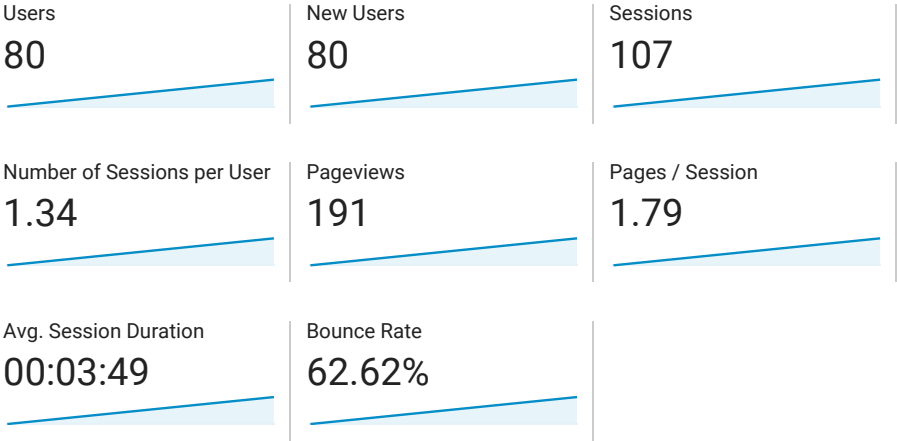 Users
80
New Users
80
Sessions
107
Number of Sessions per User
1.34
Pageviews
191
Pages / Session
1.79
Avg. Session Duration
00:03:49
Bounce Rate
62.62%